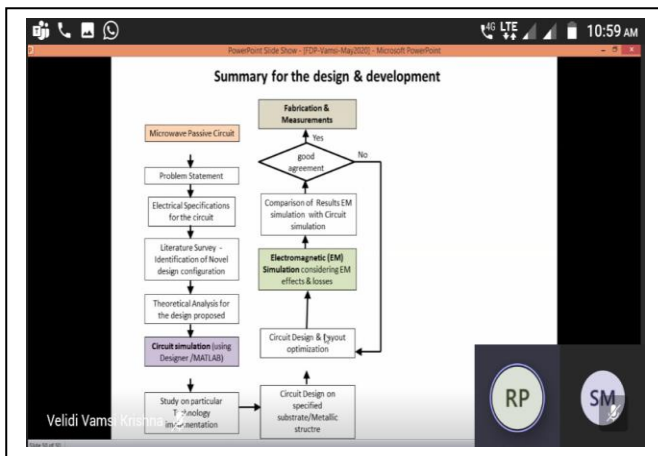 4G LTE 10:59 AM
PowerPoint Slide Show - [FDP-Vamsi-May2020] - Microsoft PowerPoint
Summary for the design & development
Microwave Passive Circuit
Problem Statement
Electrical Specifications
for the circuit
Literature Survey -
Identification of Novel
design configuration
Theoretical Analysis for
the design proposed
Circuit simulation (using
Designer /MATLAB)
Study on particular
Technology
implementation
Fabrication &
Measurements
Yes
good
agreement
No
Comparison of Results EM
simulation with Circuit
simulation
Electromagnetic (EM)
Simulation considering EM
effects & losses
Circuit Design & layout
optimization
Circuit Design on
specified
substrate/Metallic
structre
RP
SM
Velidi Vamsi Krishna